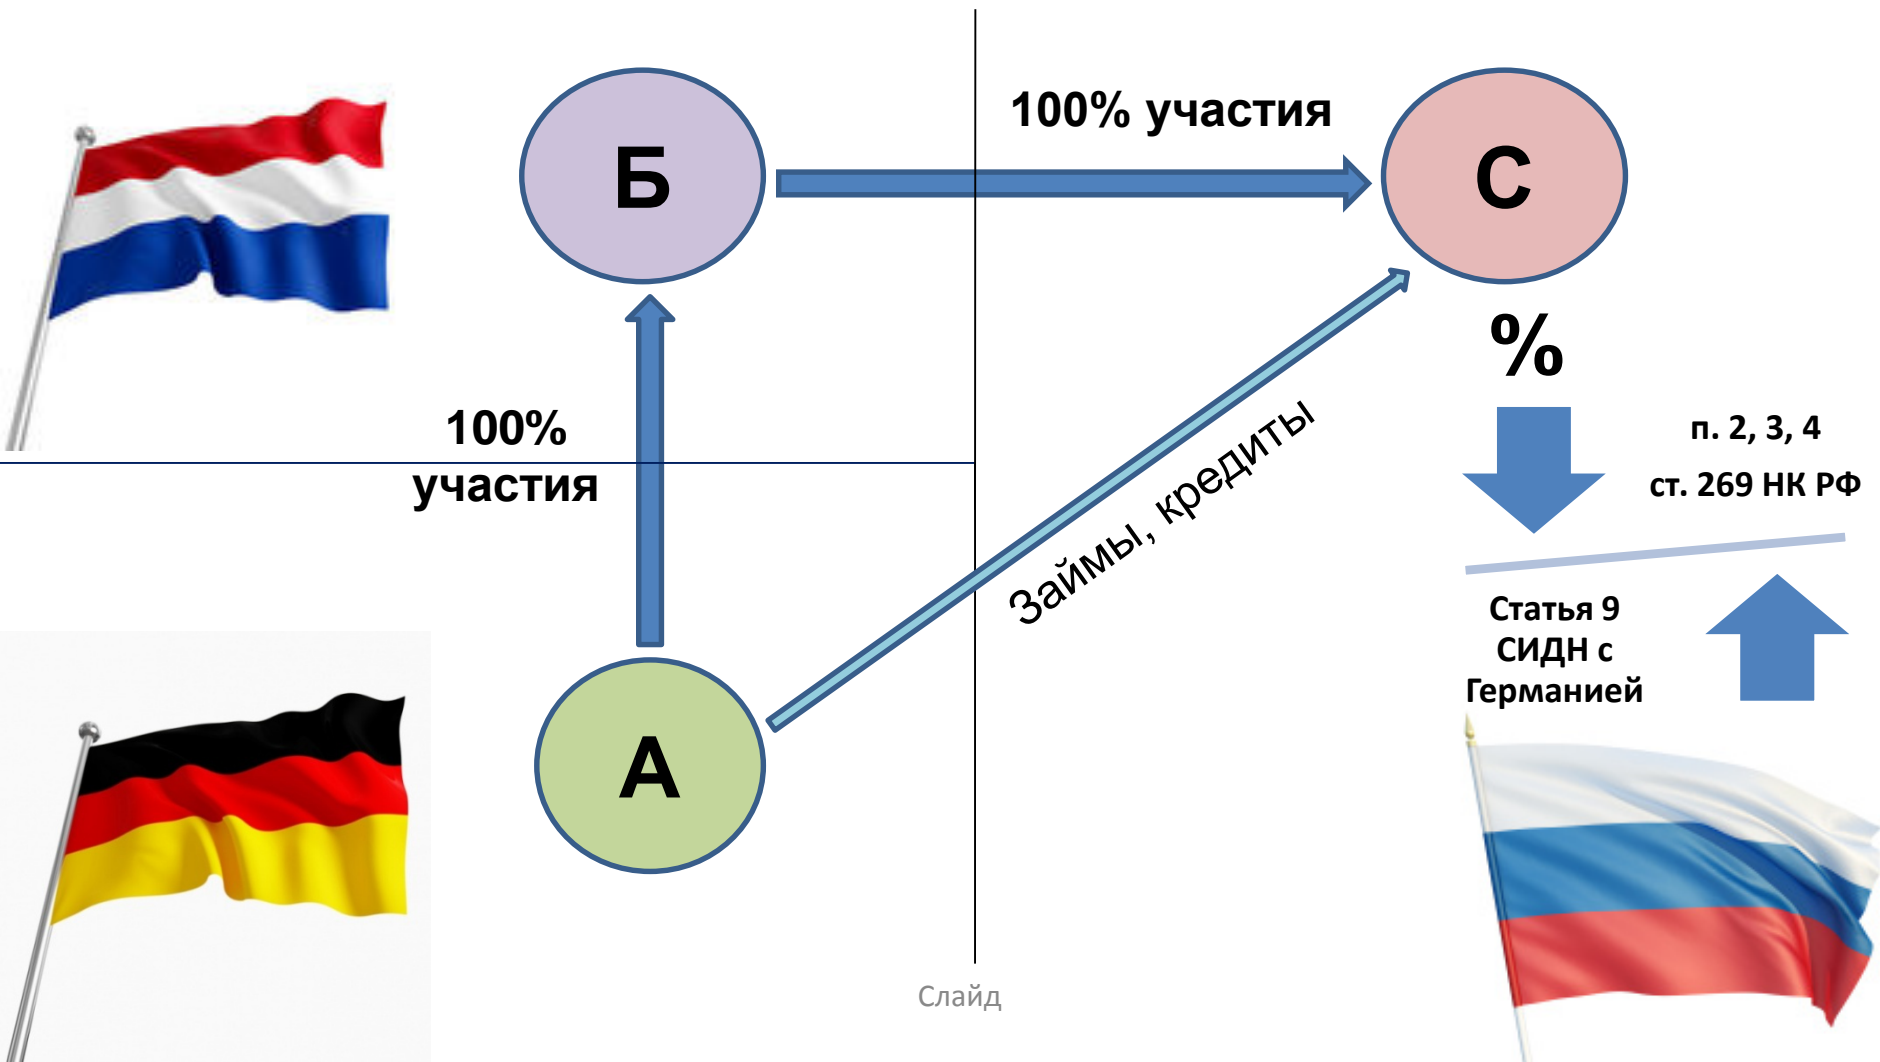 Б
100% участия
С
%
100%
участия
Займы, кредиты
п. 2, 3, 4
ст. 269 НК РФ
Статья 9
СИДН с
Германией
А
Слайд